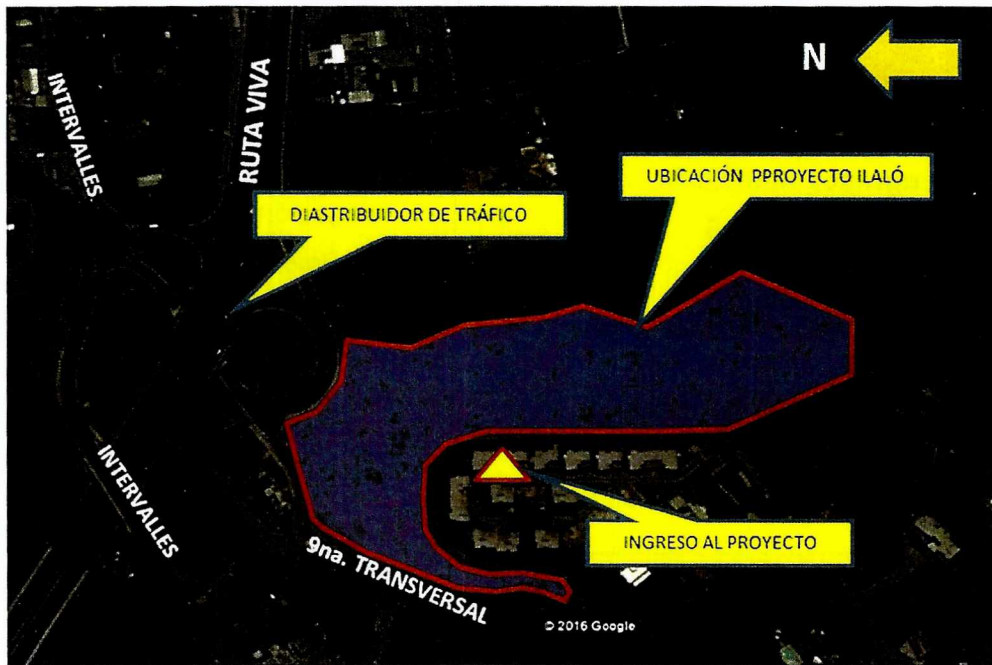 N
INTERVALLES
RUTA VIVA
UBICACIÓN PPROYECTO ILALÓ
DIASTRIBUIDOR DE TRÁFICO
INTERVALLES
INGRESO AL PROYECTO
9na. TRANSVERSAL
© 2016 Google